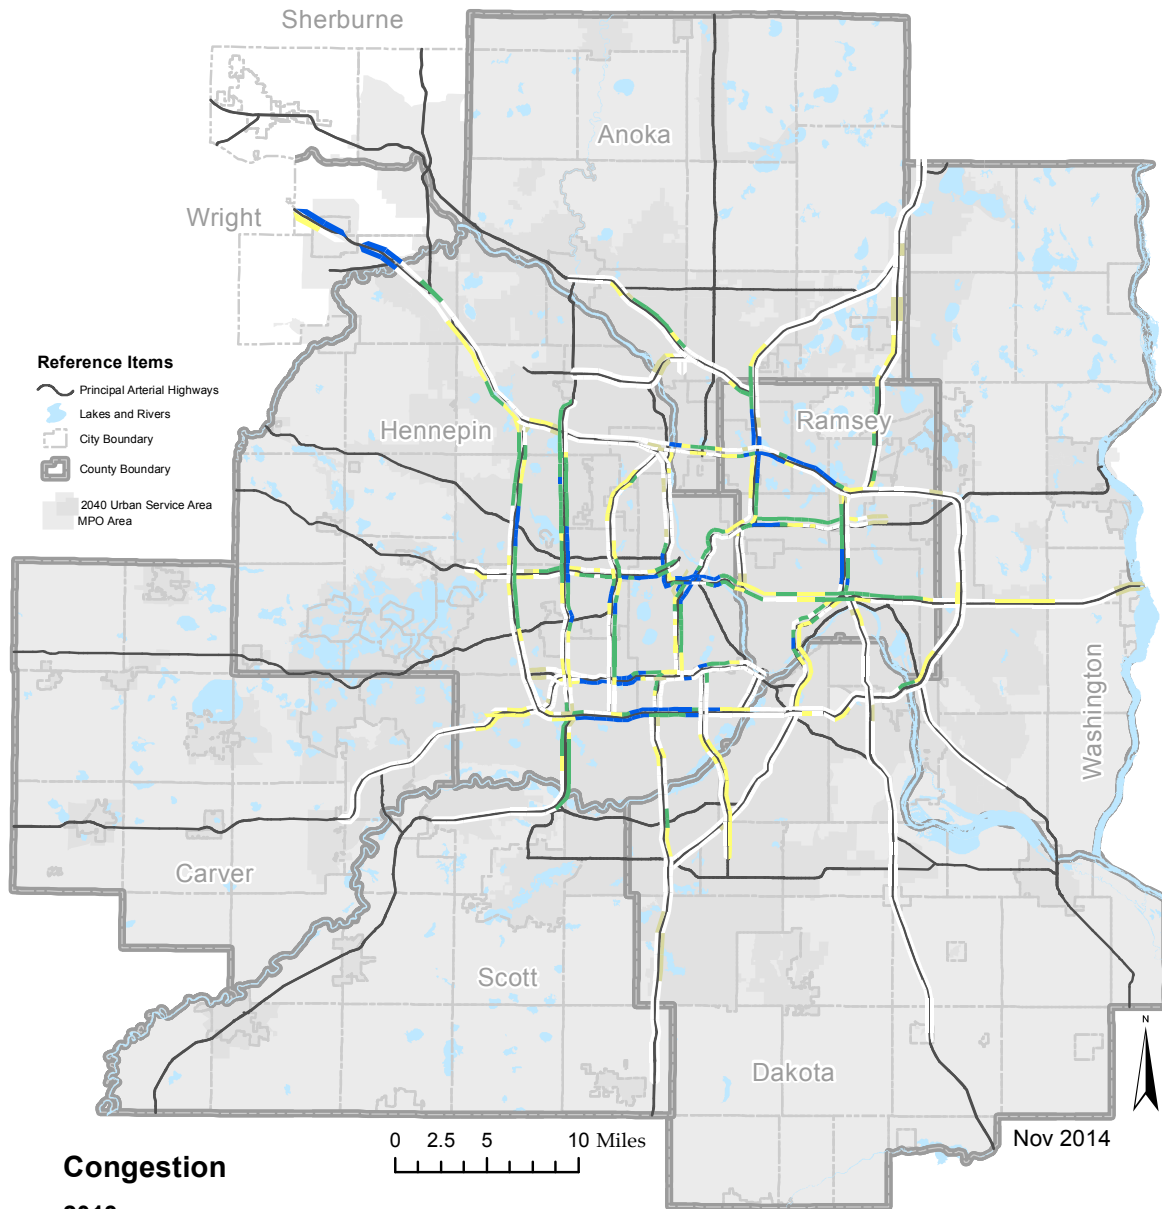 Sherburne
Anoka
Wright
Reference Items
Principal Arterial Highways
Lakes and Rivers
City Boundary
County Boundary
2040 Urban Service Area
MPO Area
Hennepin
Ramsey
Washington
Carver
Scott
Dakota
N
0 2.5 5 10 Miles
Nov 2014
Congestion